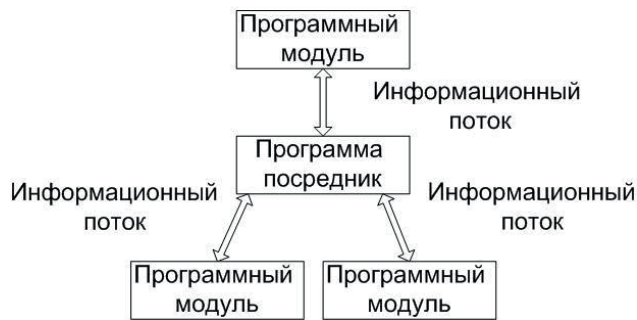 Программный
модуль
Информационный
поток
Программа
посредник
Информационный
поток
Информационный
поток
Программный
модуль
Программный
модуль